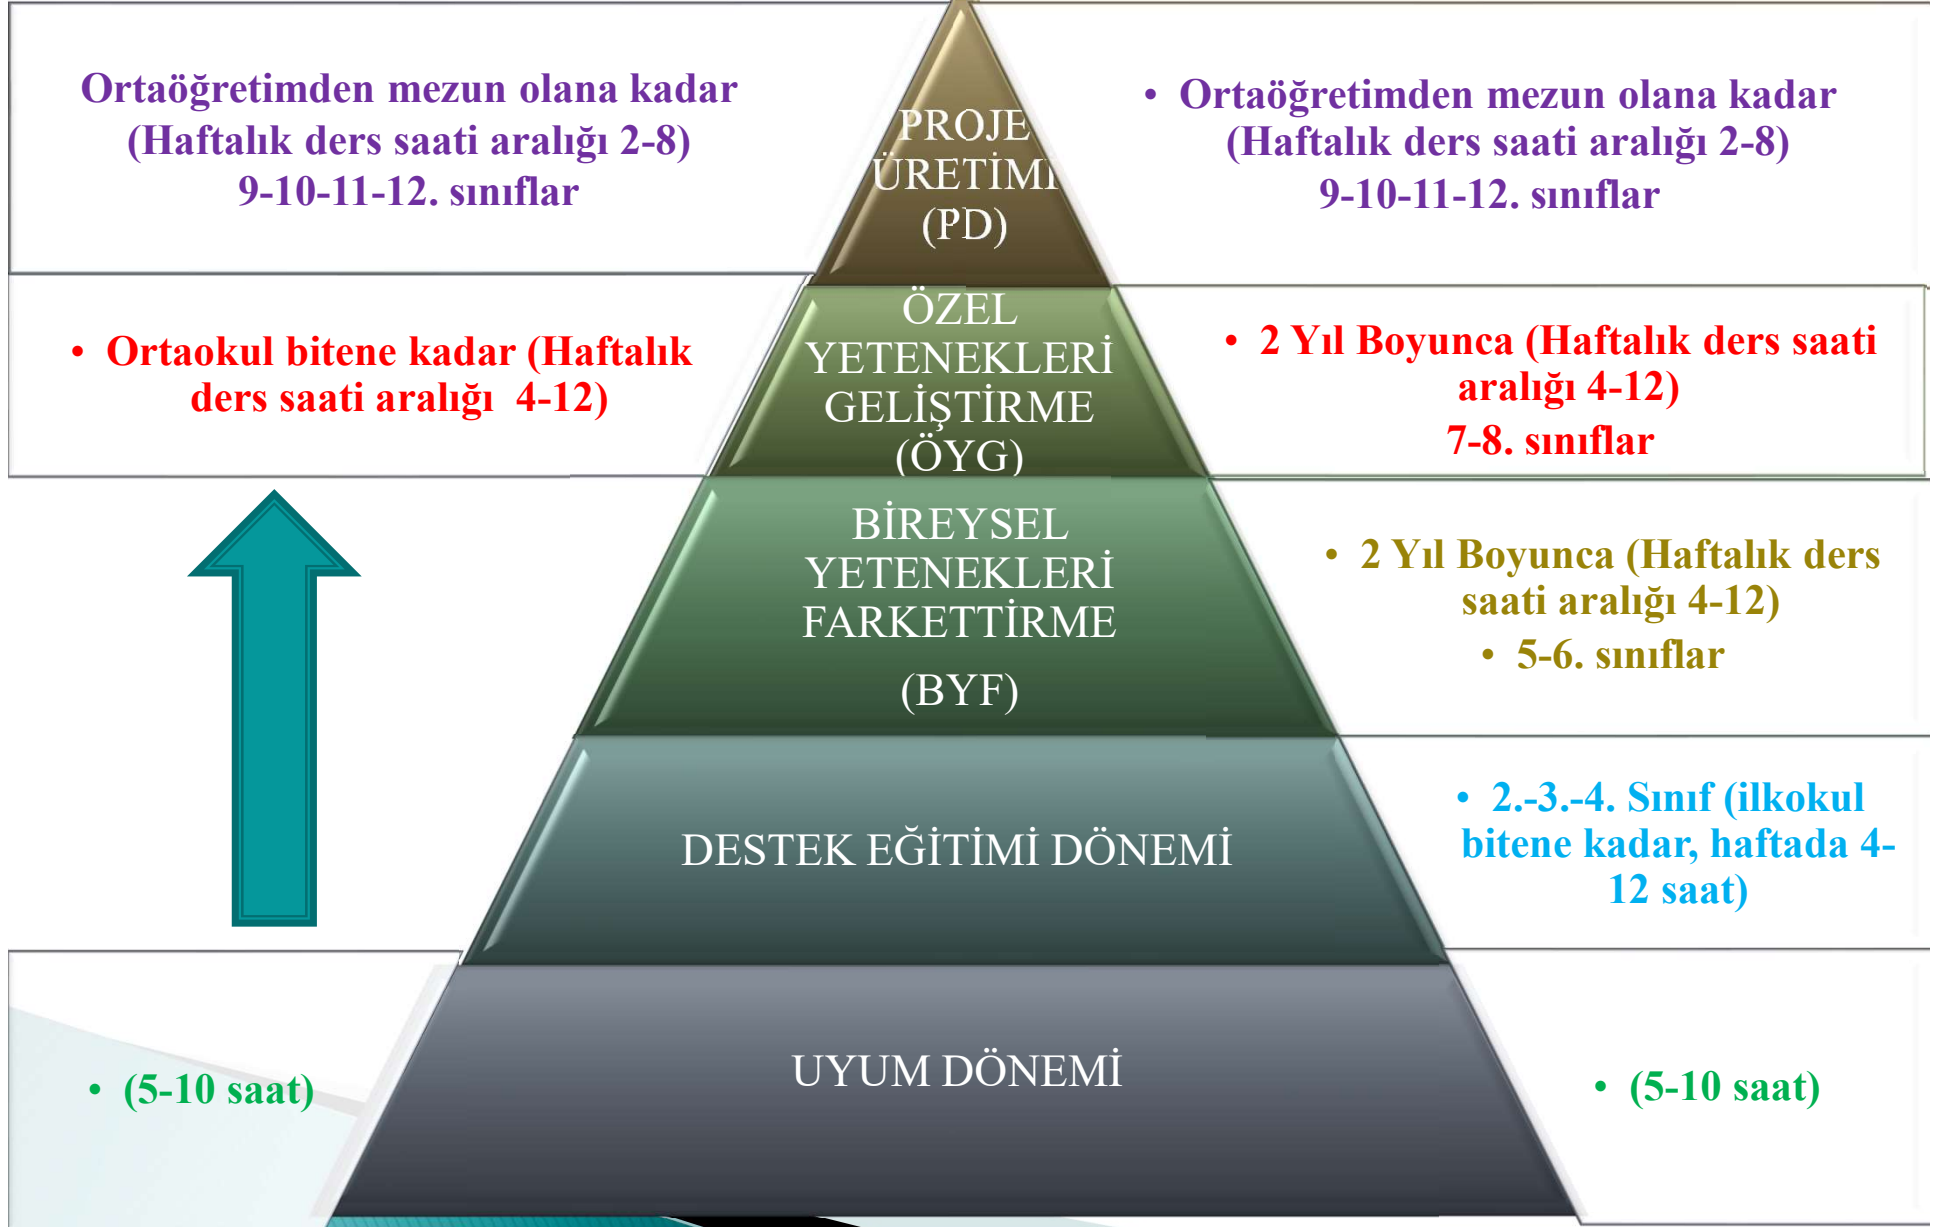 Ortaöğretimden mezun olana kadar
(Haftalık ders saati aralığı 2-8)
9-10-11-12. sınıflar
PROJE
ÜRETİMİ
(PD)
• Ortaöğretimden mezun olana kadar
(Haftalık ders saati aralığı 2-8)
9-10-11-12. sınıflar
• Ortaokul bitene kadar (Haftalık
ders saati aralığı 4-12)
ÖZEL
YETENEKLERİ
GELİŞTİRME
(ÖYG)
• 2 Yıl Boyunca (Haftalık ders saati
aralığı 4-12)
7-8. sınıflar
BİREYSEL
YETENEKLERİ
FARKETTİRME
(BYF)
• 2 Yıl Boyunca (Haftalık ders
saati aralığı 4-12)
• 5-6. sınıflar
DESTEK EĞİTİMİ DÖNEMİ
• 2.-3.-4. Sınıf (ilkokul
bitene kadar, haftada 4-
12 saat)
• (5-10 saat)
UYUM DÖNEMİ
• (5-10 saat)